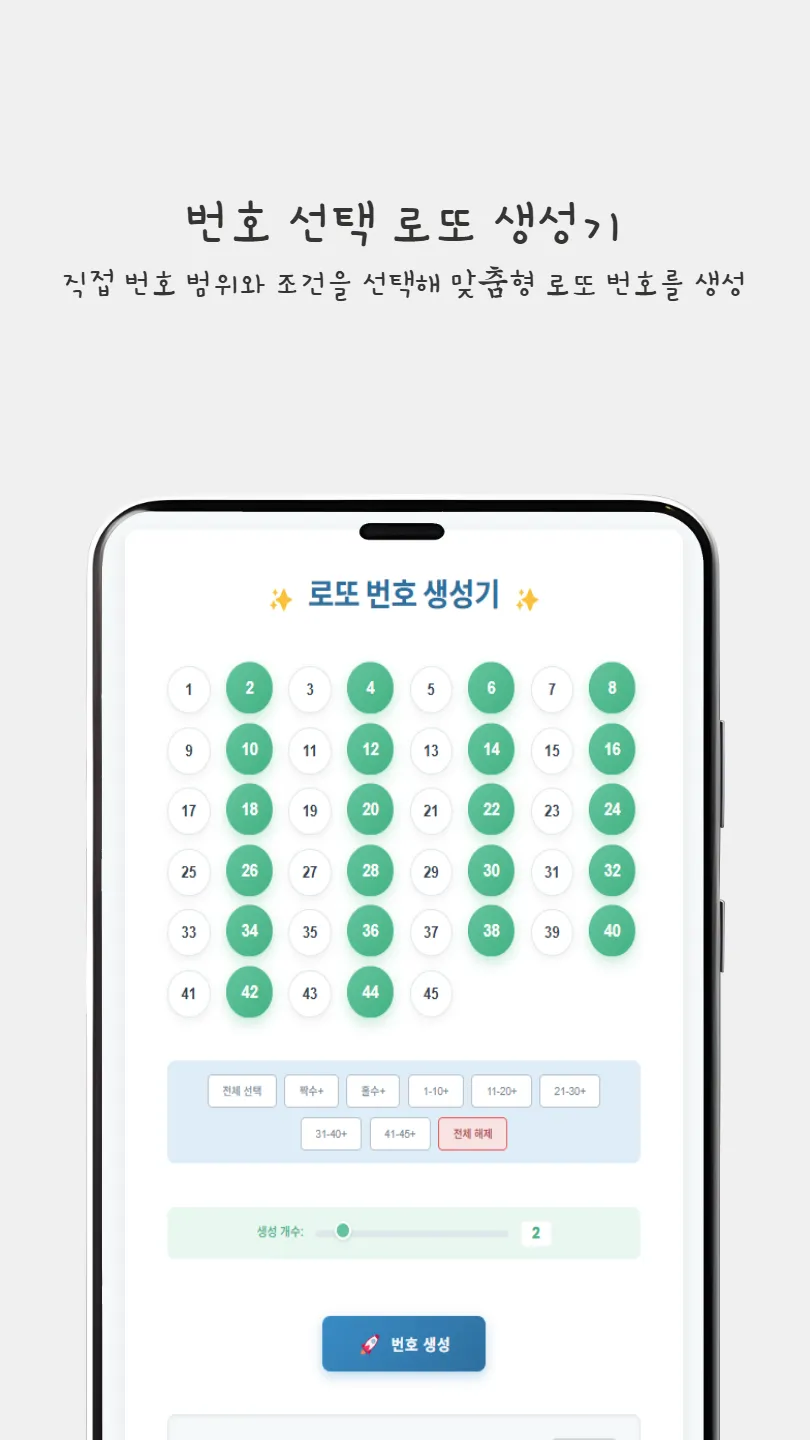 번호 선택 로또 생성기
직접 번호 범위와 조건을 선택해 맞춤형 로또 번호를 생성
✨ 로또 번호 생성기 ✨
1 2 3 4 5 6 7 8
9 10 11 12 13 14 15 16
17 18 19 20 21 22 23 24
25 26 27 28 29 30 31 32
33 34 35 36 37 38 39 40
41 42 43 44 45
전체 선택 짝수+ 홀수+ 1-10+ 11-20+ 21-30+
31-40+ 41-45+ 전체 해제
생성 개수: 2
🚀 번호 생성